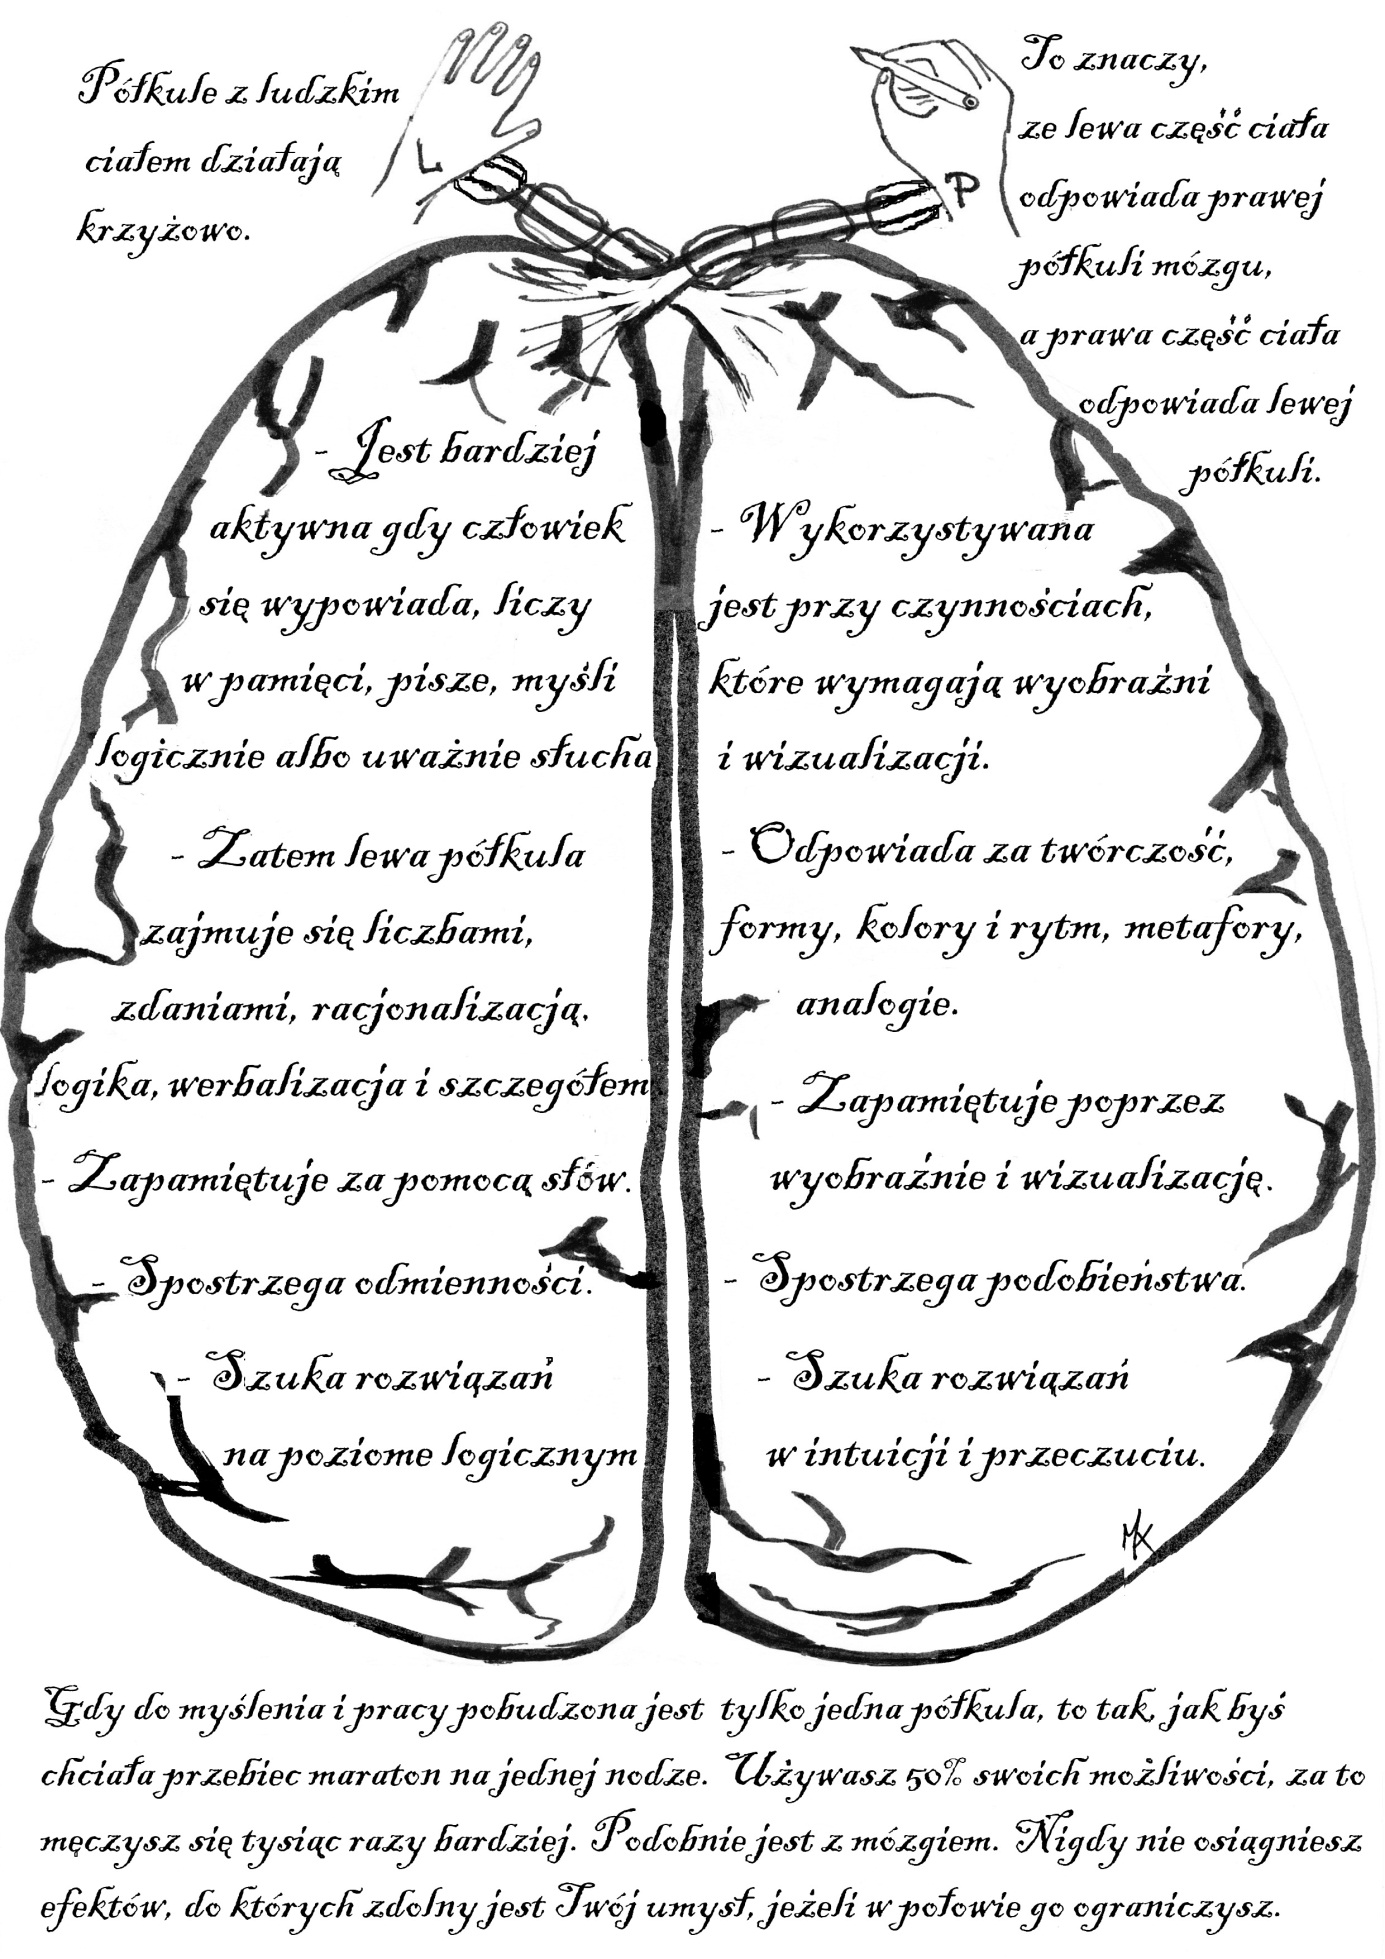 Półkule z ludzkim
ciałem działają
krzyżowo.
L
P
To znaczy,
ze lewa część ciała
odpowiada prawej
półkuli mózgu,
a prawa część ciała
odpowiada lewej
półkuli.
- Jest bardziej
aktywna gdy człowiek
się wypowiada, liczy
w pamięci, pisze, myśli
logicznie albo uważnie słucha
- Zatem lewa półkula
zajmuje się liczbami,
zdaniami, racjonalizacją,
logika, werbalizacja i szczegółem
- Zapamiętuje za pomocą słów.
- Spostrzega odmienności.
- Szuka rozwiązań
na poziome logicznym
- Wykorzystywana
jest przy czynnościach,
które wymagają wyobraźni
i wizualizacji.
- Odpowiada za twórczość,
formy, kolory i rytm, metafory,
analogie.
- Zapamiętuje poprzez
wyobraźnie i wizualizację.
- Spostrzega podobieństwa.
- Szuka rozwiązań
w intuicji i przeczuciu.
MK
Gdy do myślenia i pracy pobudzona jest tylko jedna półkula, to tak, jak byś
chciała przebiec maraton na jednej nodze. Używasz 50% swoich możliwości, za to
męczysz się tysiąc razy bardziej. Podobnie jest z mózgiem. Nigdy nie osiągniesz
efektów, do których zdolny jest Twój umysł, jeżeli w połowie go ograniczysz.